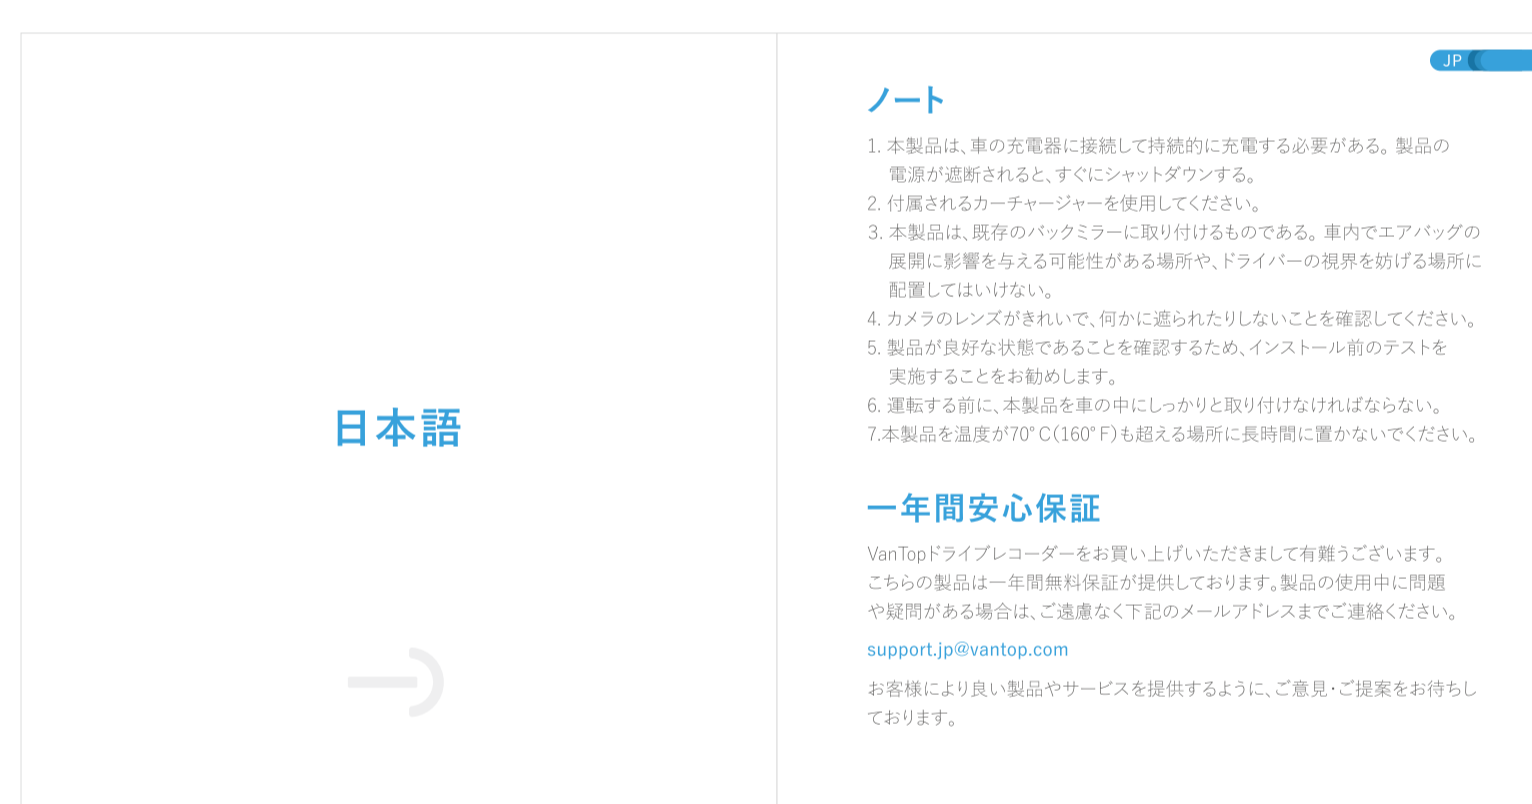 日本語
JP
ノート
1. 本製品は、車の充電器に接続して持続的に充電する必要がある。 製品の
電源が遮断されると、すぐにシャットダウンする。
2. 付属されるカーチャージャーを使用してください。
3. 本製品は、既存のバックミラーに取り付けるものである。 車内でエアバッグの
展開に影響を与える可能性がある場所や、ドライバーの視界を妨げる場所に
配置してはいけない。
4. カメラのレンズがきれいで、何かに遮られたりしないことを確認してください。
5. 製品が良好な状態であることを確認するため、インストール前のテストを
実施することをお勧めします。
6. 運転する前に、本製品を車の中にしっかりと取り付けなければならない。
7.本製品を温度が70°C(160°F)も超える場所に長時間に置かないでください。
一年間安心保証
VanTopドライブレコーダーをお買い上げいただきまして有難うございます。
こちらの製品は一年間無料保証が提供しております。製品の使用中に問題
や疑問がある場合は、ご遠慮なく下記のメールアドレスまでご連絡ください。
support.jp@vantop.com
お客様により良い製品やサービスを提供するように、ご意見・ご提案をお待ちし
ております。